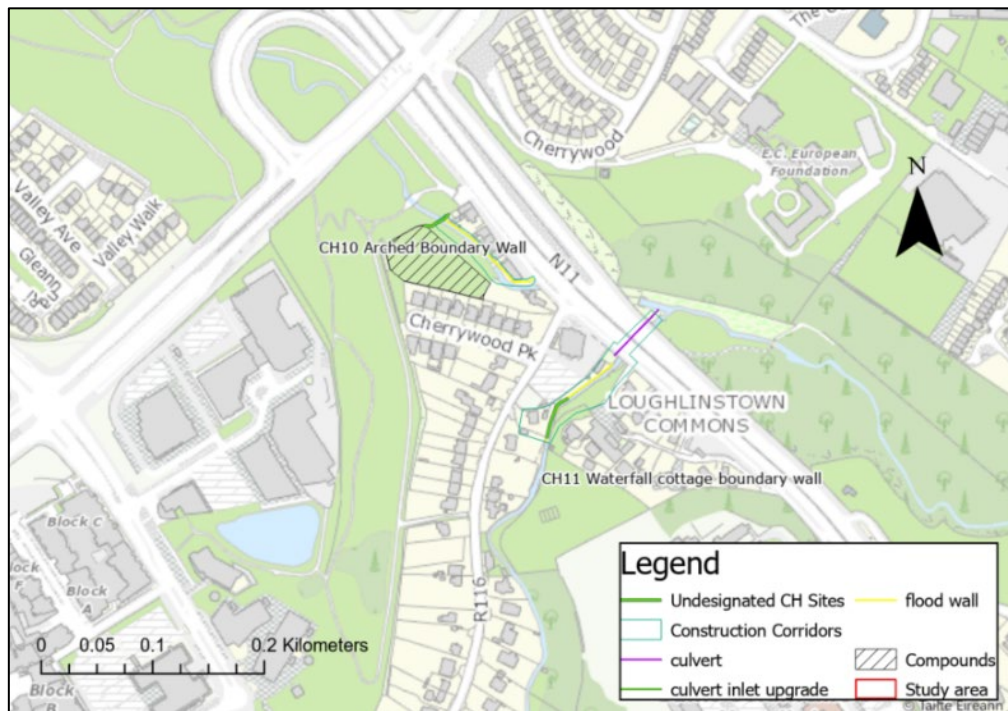 The
Cherrywood
E.C. European
Foundation
N
Valley Ave
Valley Walk
Gleann
CH10 Arched Boundary Wall
N11
Cherrywood Pk
LOUGHLINSTOWN
COMMONS
CH11 Waterfall cottage boundary wall
R116
Block C
Block
F
Block
A
Block
B
0 0.05 0.1 0.2 Kilometers
Legend
Undesignated CH Sites
flood wall
Construction Corridors
culvert
Compounds
culvert inlet upgrade
Study area
© Tailte Éireann